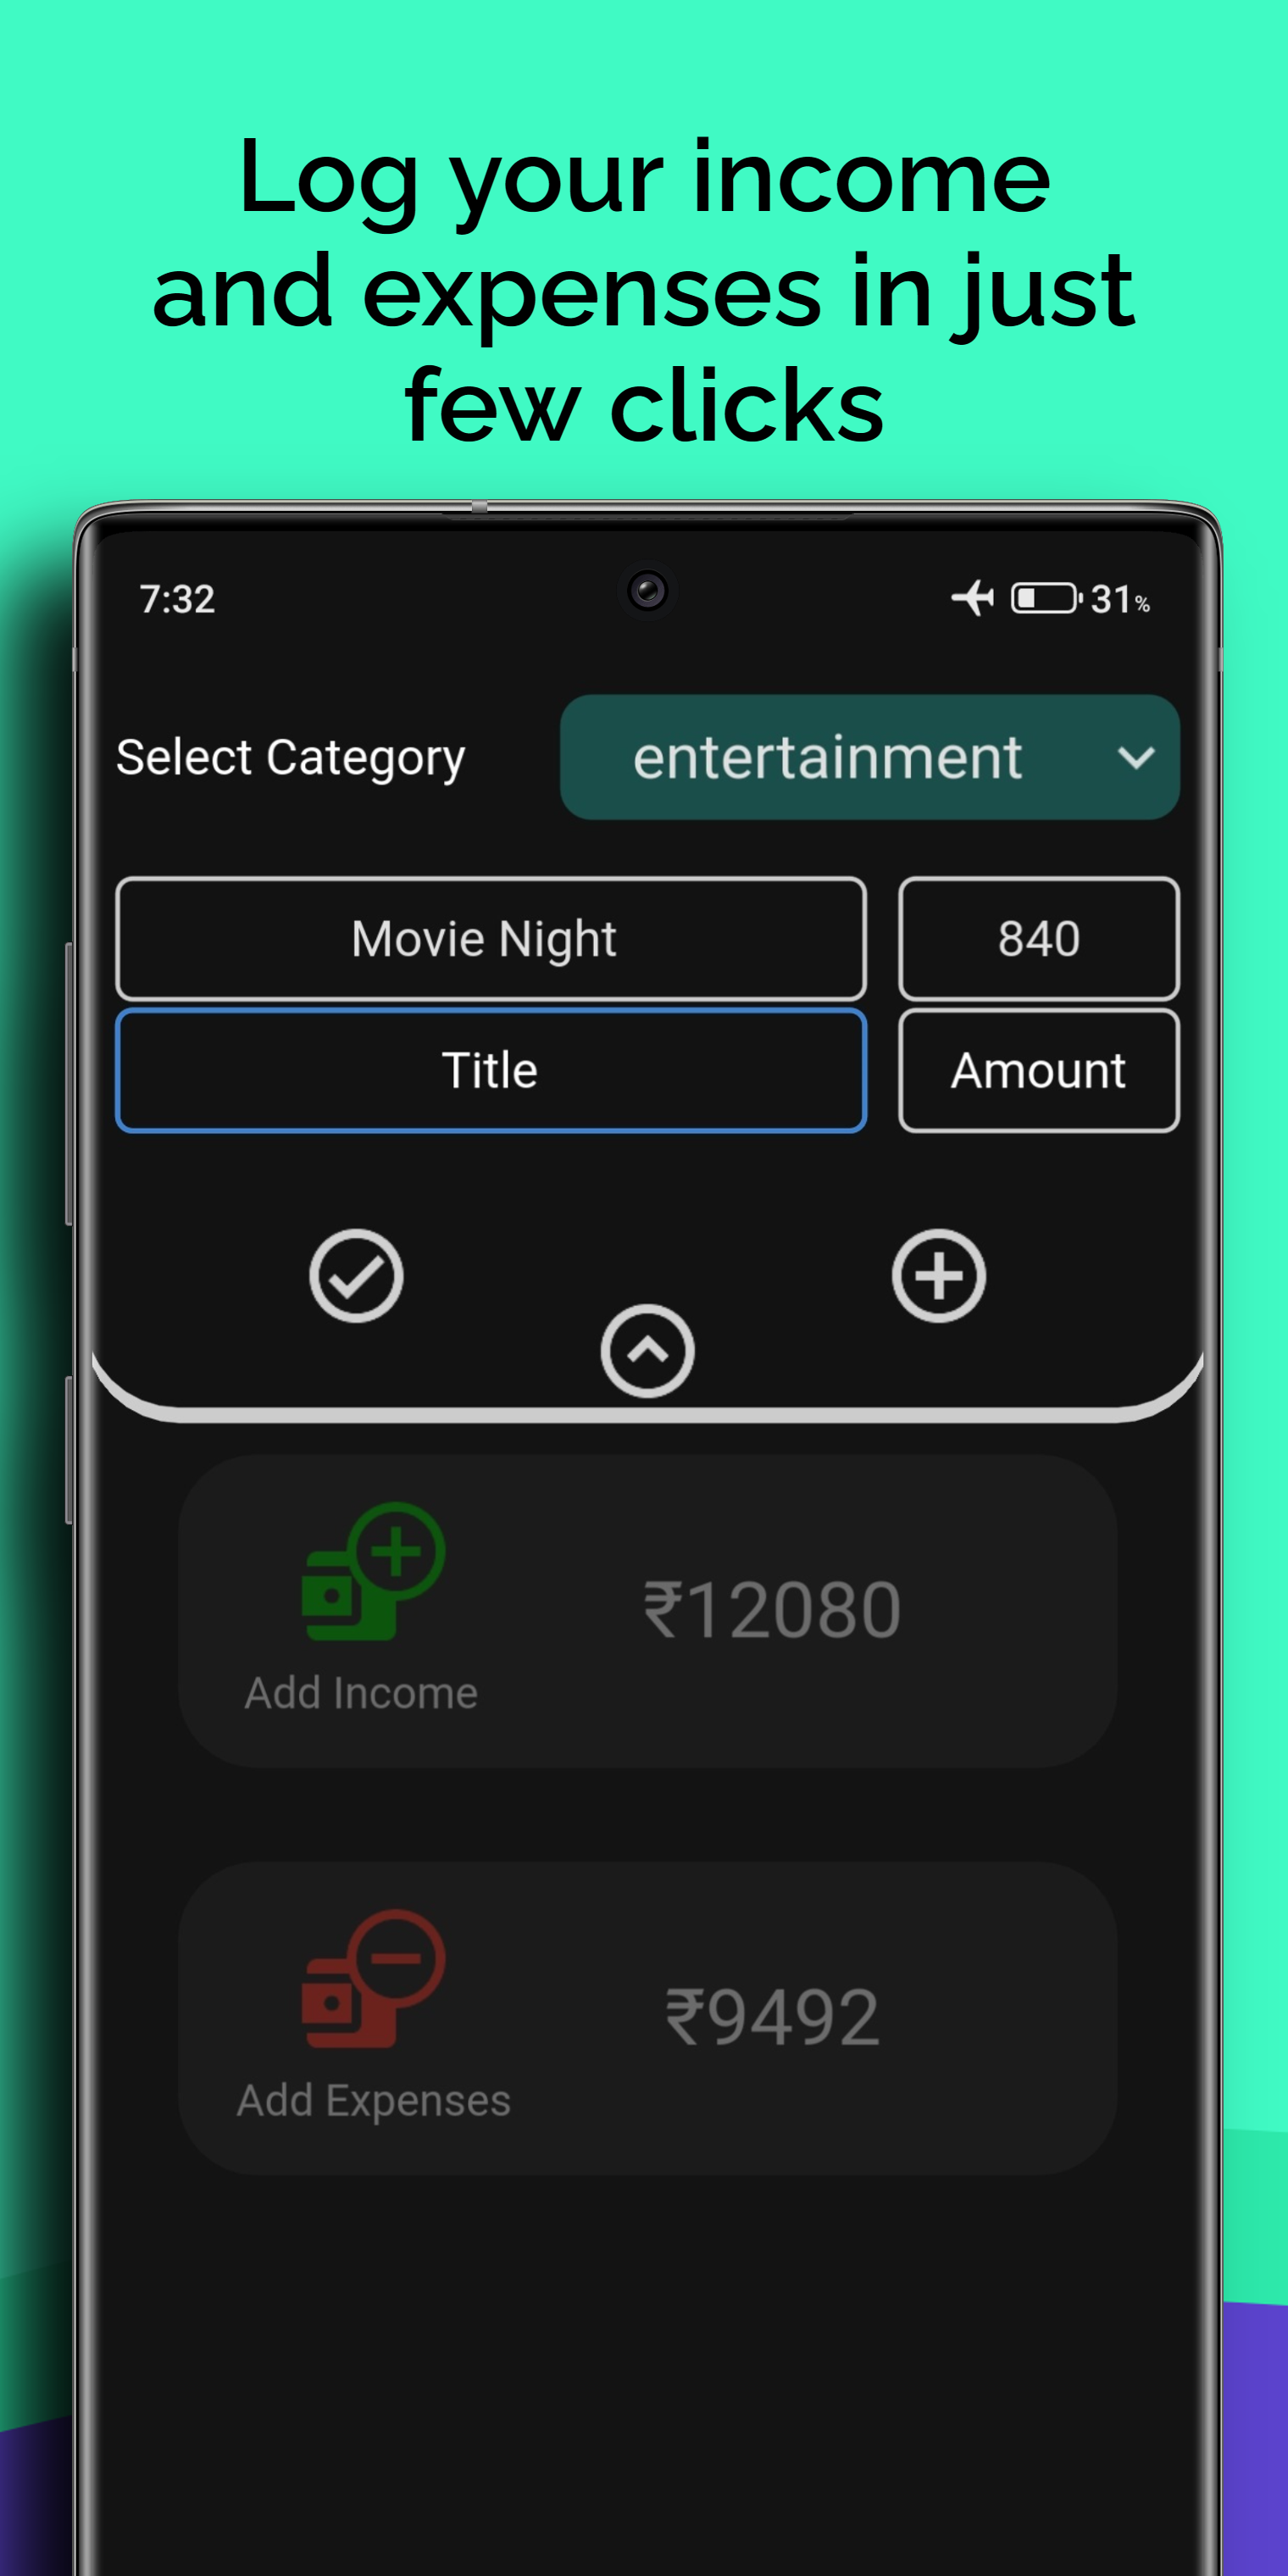 Log your income
and expenses in just
few clicks
7:32
31%
Select Category
entertainment
Movie Night
840
Title
Amount
₹12080
Add Income
₹9492
Add Expenses